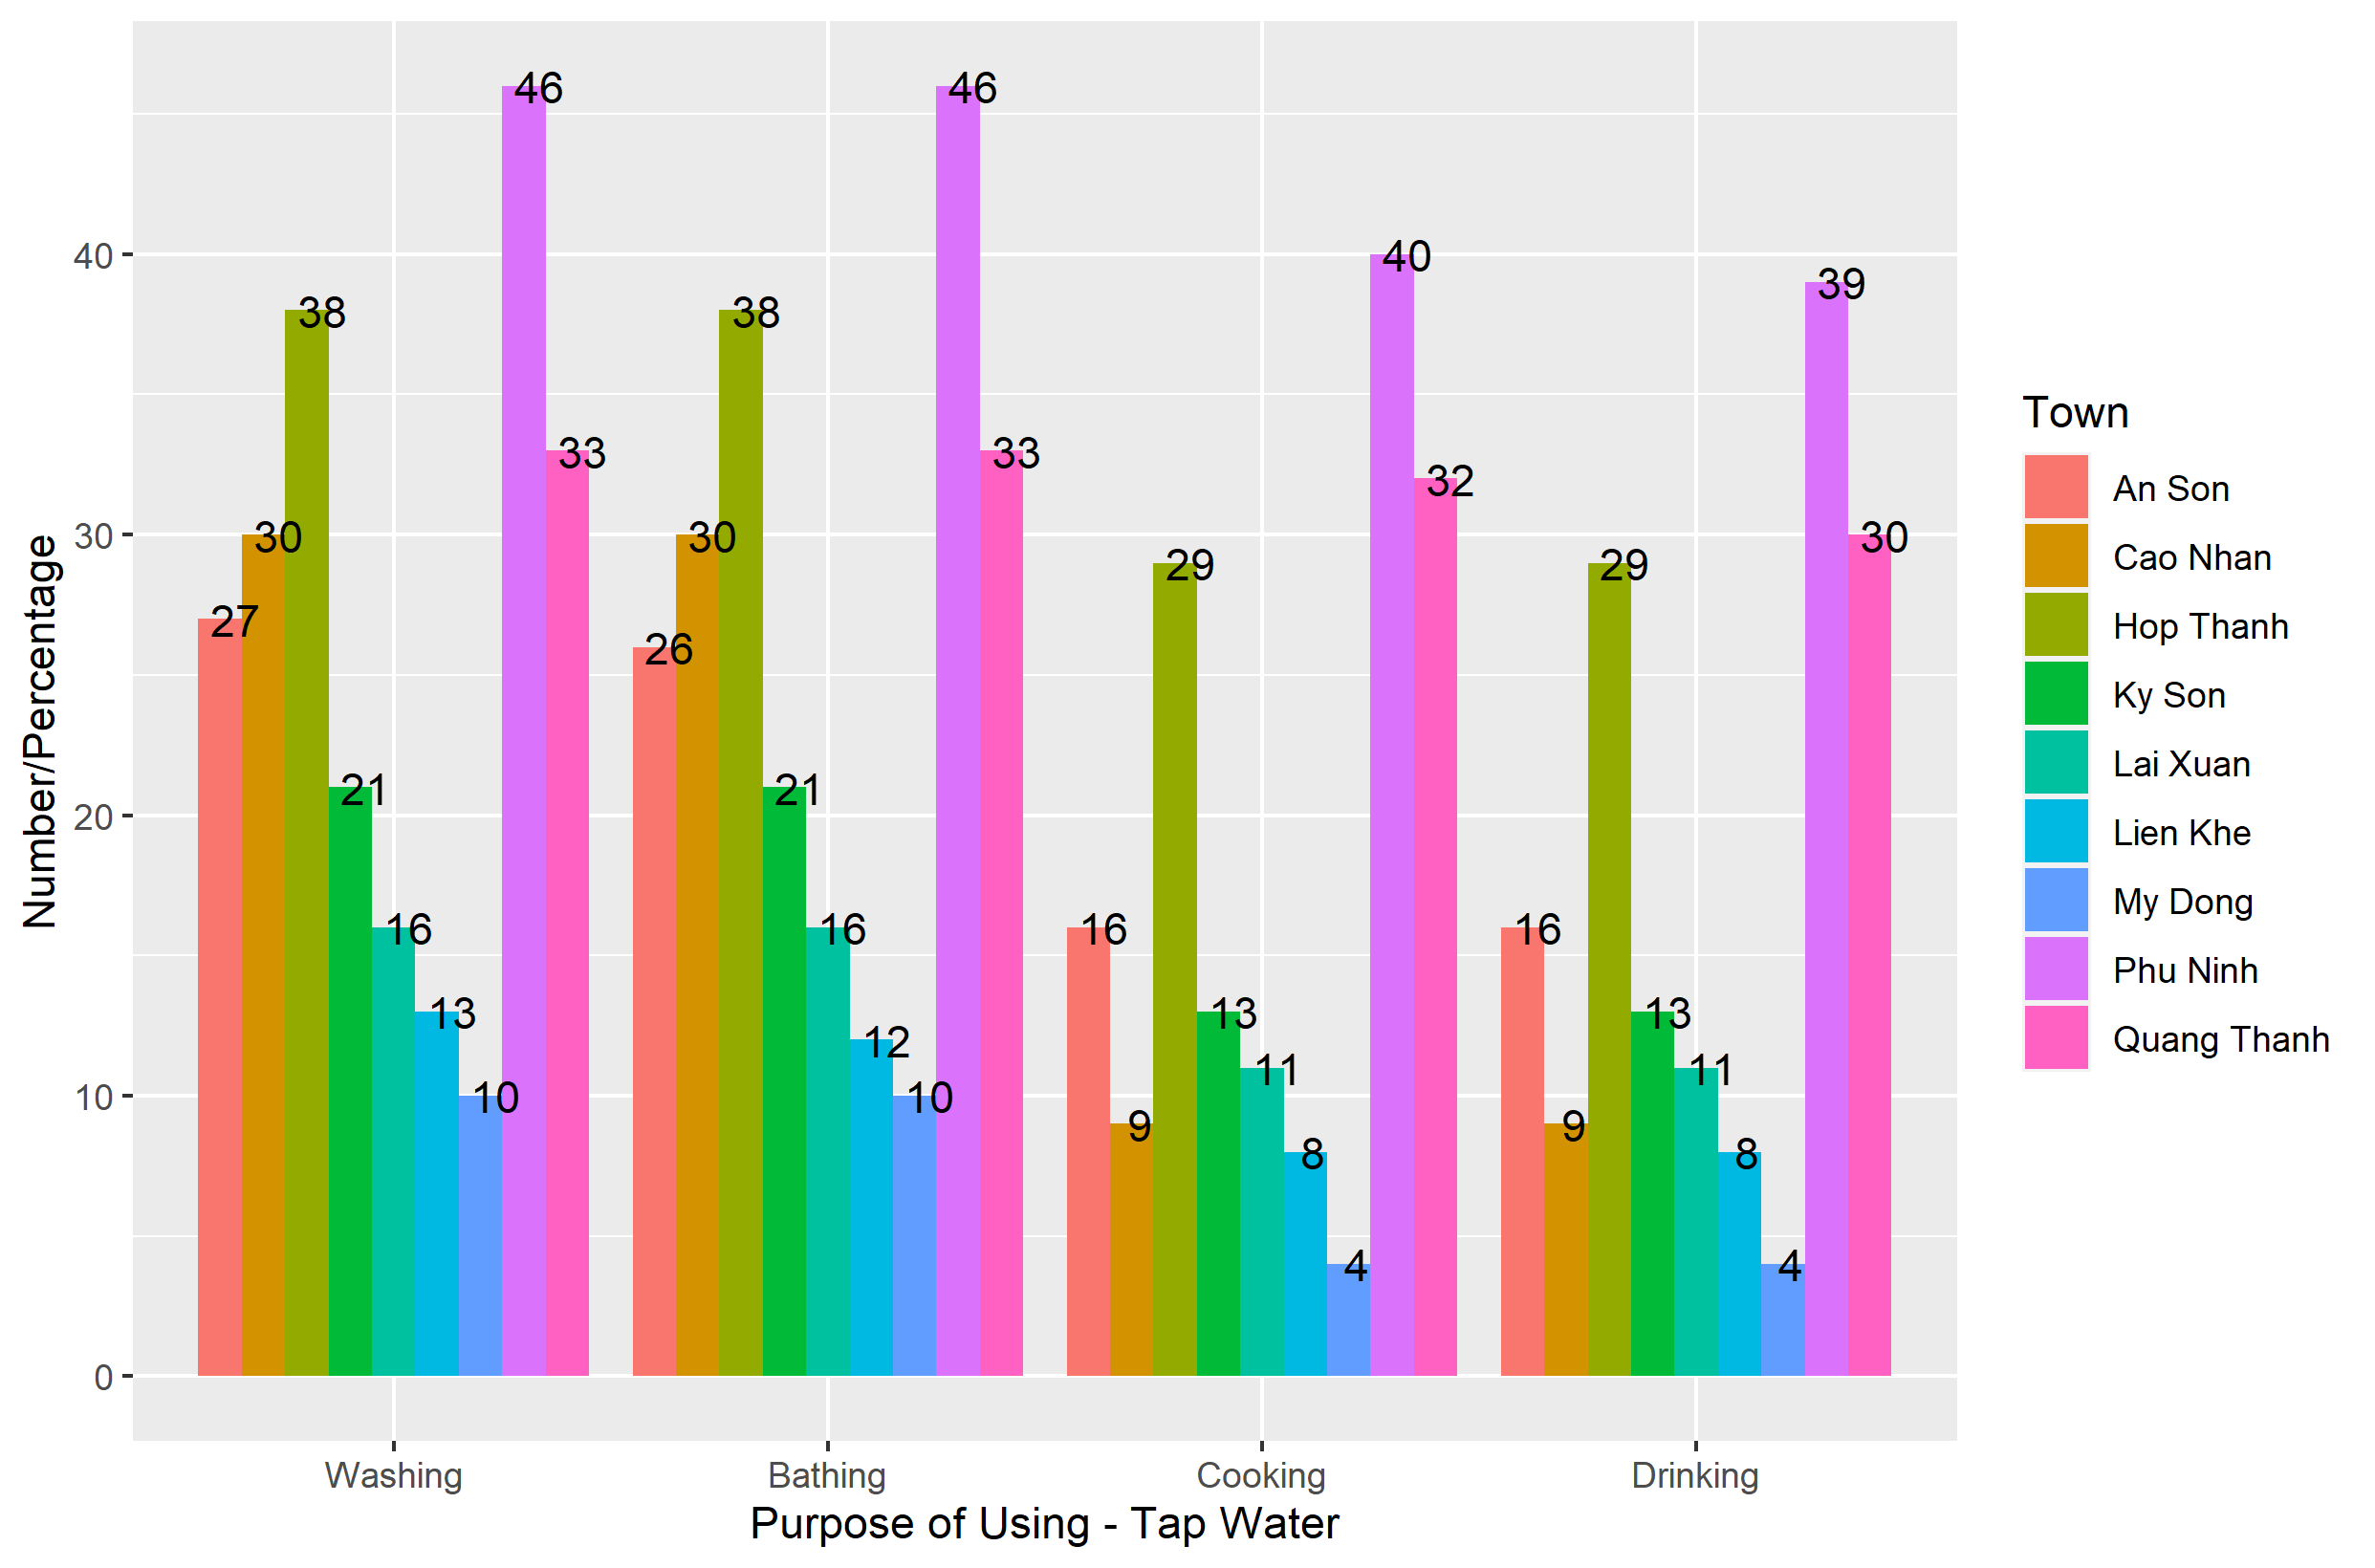 46 46
40
39
38 38
33 33
32
30 30 30
29 29
27
26
21 21
16 16 16 16
13 13 13
12
11 11
10 10
9 9
8 8
4 4
40
30
20
10
0
Number/Percentage
Washing Bathing Cooking Drinking
Purpose of Using - Tap Water
Town
An Son
Cao Nhan
Hop Thanh
Ky Son
Lai Xuan
Lien Khe
My Dong
Phu Ninh
Quang Thanh